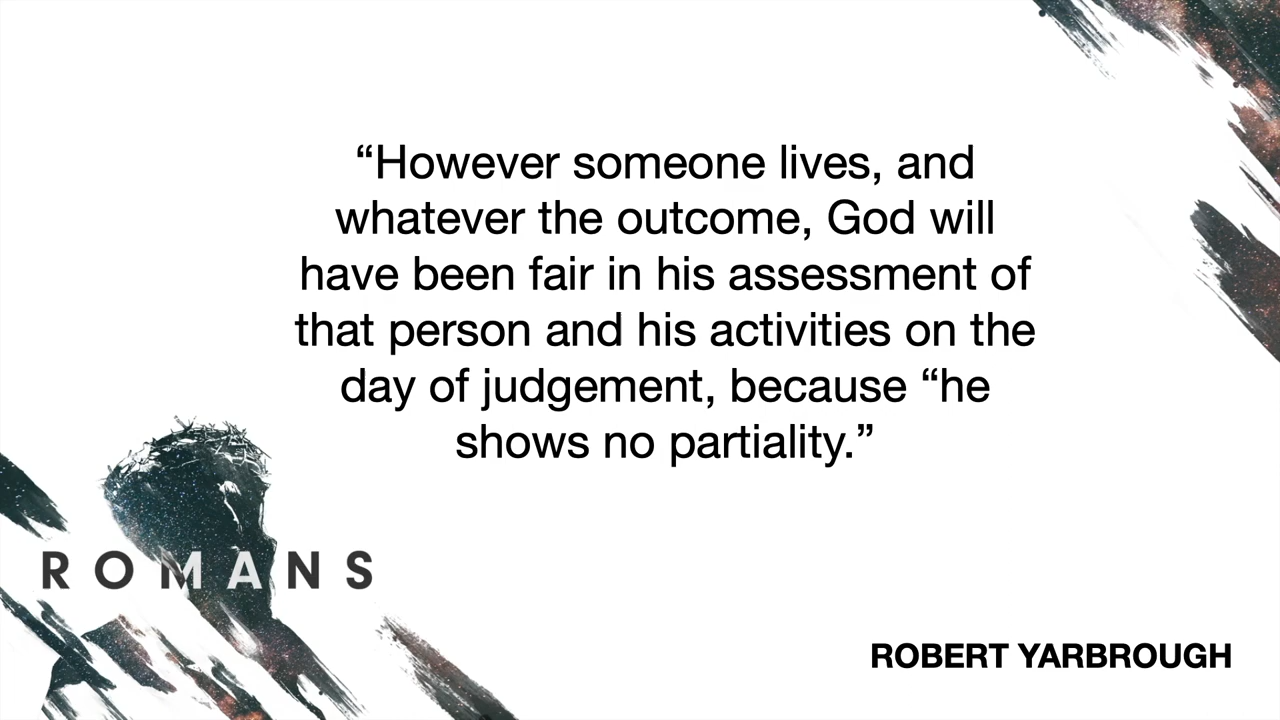 “However someone lives, and
whatever the outcome, God will
have been fair in his assessment of
that person and his activities on the
day of judgement, because “he
shows no partiality.”
ROMANS
ROBERT YARBROUGH